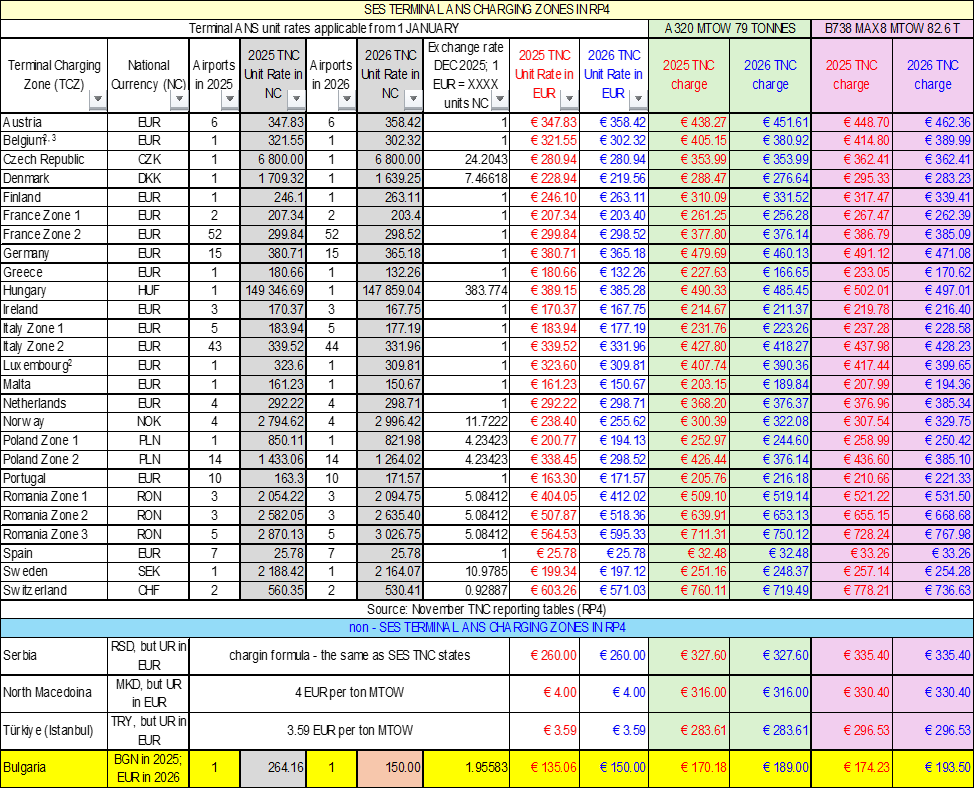 SES TERMINAL ANS CHARGING ZONES IN RP4
Terminal ANS unit rates applicable from 1 JANUARY A320 MTOW 79 TONNES B738 MAX8 MTOW 82.6 T
Terminal Charging Zone (TCZ) National Currency (NC) Airports in 2025 2025 TNC Unit Rate in NC Airports in 2026 2026 TNC Unit Rate in NC Exchange rate DEC2025; 1 EUR = XXXX units NC 2025 TNC Unit Rate in EUR 2026 TNC Unit Rate in EUR 2025 TNC charge 2026 TNC charge 2025 TNC charge 2026 TNC charge
Austria EUR 6 347.83 6 358.42 1 € 347.83 € 358.42 € 438.27 € 451.61 € 448.70 € 462.36
Belgium², ³ EUR 1 321.55 1 302.32 1 € 321.55 € 302.32 € 405.15 € 380.92 € 414.80 € 389.99
Czech Republic CZK 1 6 800.00 1 6 800.00 24.2043 € 280.94 € 280.94 € 353.99 € 353.99 € 362.41 € 362.41
Denmark DKK 1 1 709.32 1 1 639.25 7.46618 € 228.94 € 219.56 € 288.47 € 276.64 € 295.33 € 283.23
Finland EUR 1 246.1 1 263.11 1 € 246.10 € 263.11 € 310.09 € 331.52 € 317.47 € 339.41
France Zone 1 EUR 2 207.34 2 203.4 1 € 207.34 € 203.40 € 261.25 € 256.28 € 267.47 € 262.39
France Zone 2 EUR 52 299.84 52 298.52 1 € 299.84 € 298.52 € 377.80 € 376.14 € 386.79 € 385.09
Germany EUR 15 380.71 15 365.18 1 € 380.71 € 365.18 € 479.69 € 460.13 € 491.12 € 471.08
Greece EUR 1 180.66 1 132.26 1 € 180.66 € 132.26 € 227.63 € 166.65 € 233.05 € 170.62
Hungary HUF 1 149 346.69 1 147 859.04 383.774 € 389.15 € 385.28 € 490.33 € 485.45 € 502.01 € 497.01
Ireland EUR 3 170.37 3 167.75 1 € 170.37 € 167.75 € 214.67 € 211.37 € 219.78 € 216.40
Italy Zone 1 EUR 5 183.94 5 177.19 1 € 183.94 € 177.19 € 231.76 € 223.26 € 237.28 € 228.58
Italy Zone 2 EUR 43 339.52 44 331.96 1 € 339.52 € 331.96 € 427.80 € 418.27 € 437.98 € 428.23
Luxembourg² EUR 1 323.6 1 309.81 1 € 323.60 € 309.81 € 407.74 € 390.36 € 417.44 € 399.65
Malta EUR 1 161.23 1 150.67 1 € 161.23 € 150.67 € 203.15 € 189.84 € 207.99 € 194.36
Netherlands EUR 4 292.22 4 298.71 1 € 292.22 € 298.71 € 368.20 € 376.37 € 376.96 € 385.34
Norway NOK 4 2 794.62 4 2 996.42 11.7222 € 238.40 € 255.62 € 300.39 € 322.08 € 307.54 € 329.75
Poland Zone 1 PLN 1 850.11 1 821.98 4.23423 € 200.77 € 194.13 € 252.97 € 244.60 € 258.99 € 250.42
Poland Zone 2 PLN 14 1 433.06 14 1 264.02 4.23423 € 338.45 € 298.52 € 426.44 € 376.14 € 436.60 € 385.10
Portugal EUR 10 163.3 10 171.57 1 € 163.30 € 171.57 € 205.76 € 216.18 € 210.66 € 221.33
Romania Zone 1 RON 3 2 054.22 3 2 094.75 5.08412 € 404.05 € 412.02 € 509.10 € 519.14 € 521.22 € 531.50
Romania Zone 2 RON 3 2 582.05 3 2 635.40 5.08412 € 507.87 € 518.36 € 639.91 € 653.13 € 655.15 € 668.68
Romania Zone 3 RON 5 2 870.13 5 3 026.75 5.08412 € 564.53 € 595.33 € 711.31 € 750.12 € 728.24 € 767.98
Spain EUR 7 25.78 7 25.78 1 € 25.78 € 25.78 € 32.48 € 32.48 € 33.26 € 33.26
Sweden SEK 1 2 188.42 1 2 164.07 10.9785 € 199.34 € 197.12 € 251.16 € 248.37 € 257.14 € 254.28
Switzerland CHF 2 560.35 2 530.41 0.92887 € 603.26 € 571.03 € 760.11 € 719.49 € 778.21 € 736.63
Source: November TNC reporting tables (RP4)
non - SES TERMINAL ANS CHARGING ZONES IN RP4
Serbia RSD, but UR in EUR chargin formula - the same as SES TNC states € 260.00 € 260.00 € 327.60 € 327.60 € 335.40 € 335.40
North Macedoina MKD, but UR in EUR 4 EUR per ton MTOW € 4.00 € 4.00 € 316.00 € 316.00 € 330.40 € 330.40
Türkiye (Istanbul) TRY, but UR in EUR 3.59 EUR per ton MTOW € 3.59 € 3.59 € 283.61 € 283.61 € 296.53 € 296.53
Bulgaria BGN in 2025; EUR in 2026 1 264.16 1 150.00 1.95583 € 135.06 € 150.00 € 170.18 € 189.00 € 174.23 € 193.50